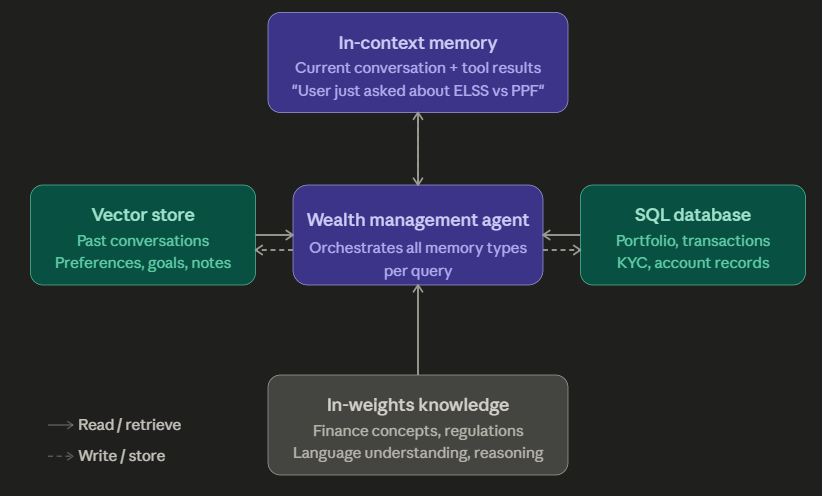 In-context memory
Current conversation + tool results
"User just asked about ELSS vs PPF"
Vector store
Past conversations
Preferences, goals, notes
Wealth management agent
Orchestrates all memory types
per query
SQL database
Portfolio, transactions
KYC, account records
In-weights knowledge
Finance concepts, regulations
Language understanding, reasoning
Read / retrieve
Write / store